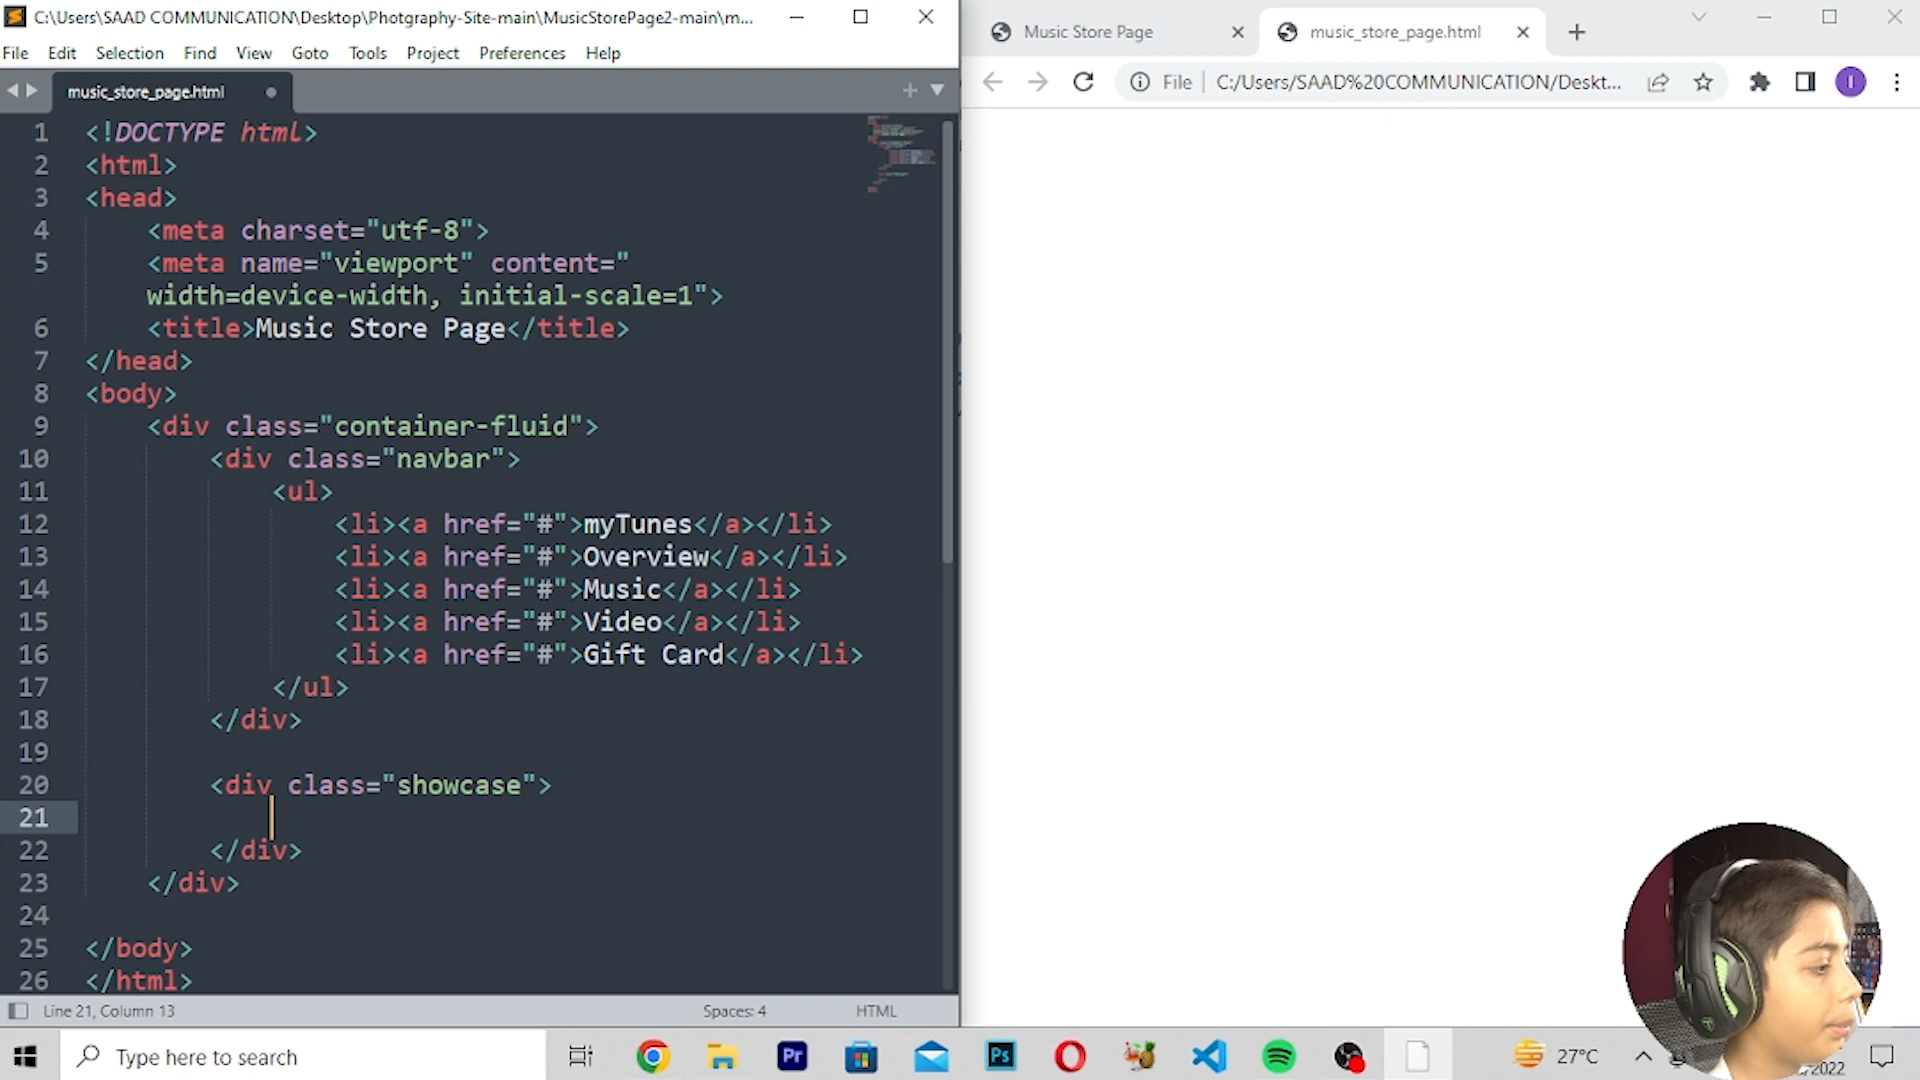 C:\Users\SAAD COMMUNICATION\Desktop\Photgraphy-Site-main\MusicStorePage2-main\m...
File Edit Selection Find View Goto Tools Project Preferences Help
music_store_page.html
1 <!DOCTYPE html>
2 <html>
3 <head>
4 <meta charset="utf-8">
5 <meta name="viewport" content="
width=device-width, initial-scale=1">
6 <title>Music Store Page</title>
7 </head>
8 <body>
9 <div class="container-fluid">
10 <div class="navbar">
11 <ul>
12 <li><a href="#">myTunes</a></li>
13 <li><a href="#">Overview</a></li>
14 <li><a href="#">Music</a></li>
15 <li><a href="#">Video</a></li>
16 <li><a href="#">Gift Card</a></li>
17 </ul>
18 </div>
19
20 <div class="showcase">
21
22 </div>
23 </div>
24
25 </body>
26 </html>
Line 21, Column 13 Spaces: 4 HTML
Music Store Page music_store_page.html
File C:/Users/SAAD%20COMMUNICATION/Deskt...
I
Type here to search
Pr
Ps
27°C
2022